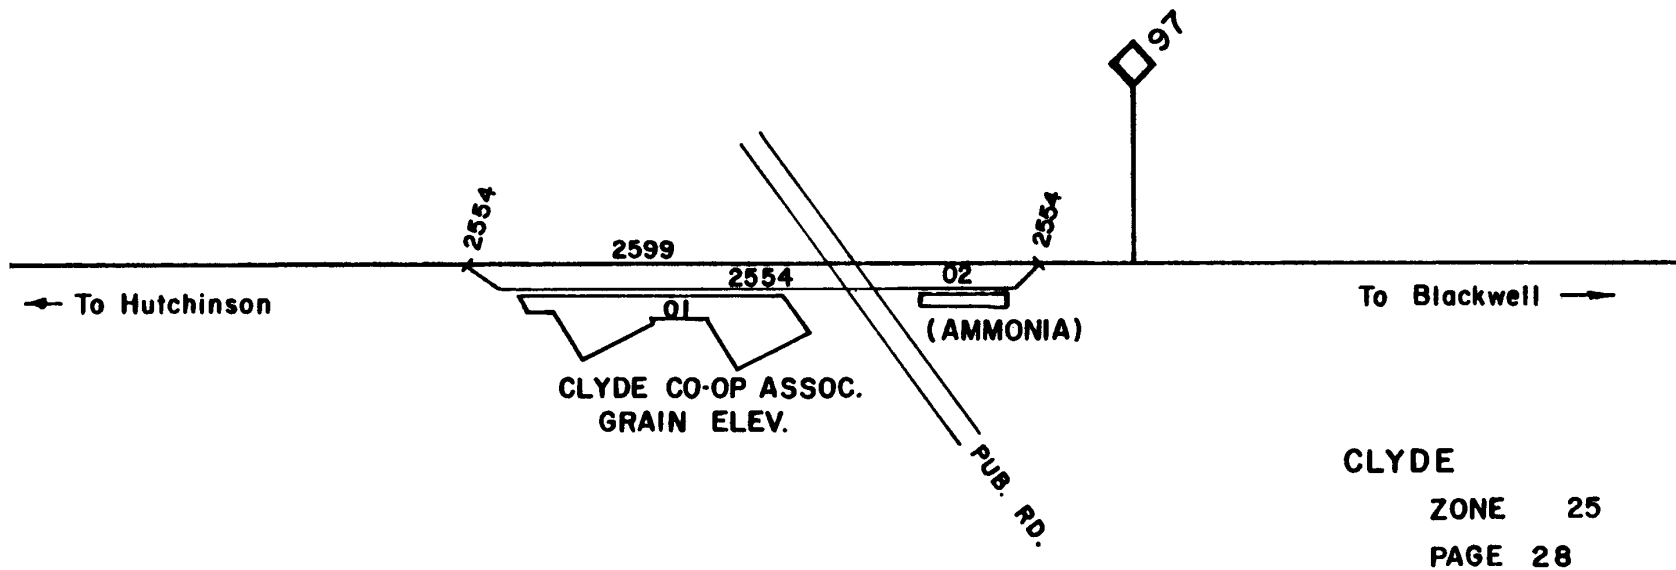 97
2554
2554
2599
2554
02
← To Hutchinson
01
To Blackwell →
(AMMONIA)
CLYDE CO-OP ASSOC.
GRAIN ELEV.
PUB. RD.
CLYDE
ZONE 25
PAGE 28